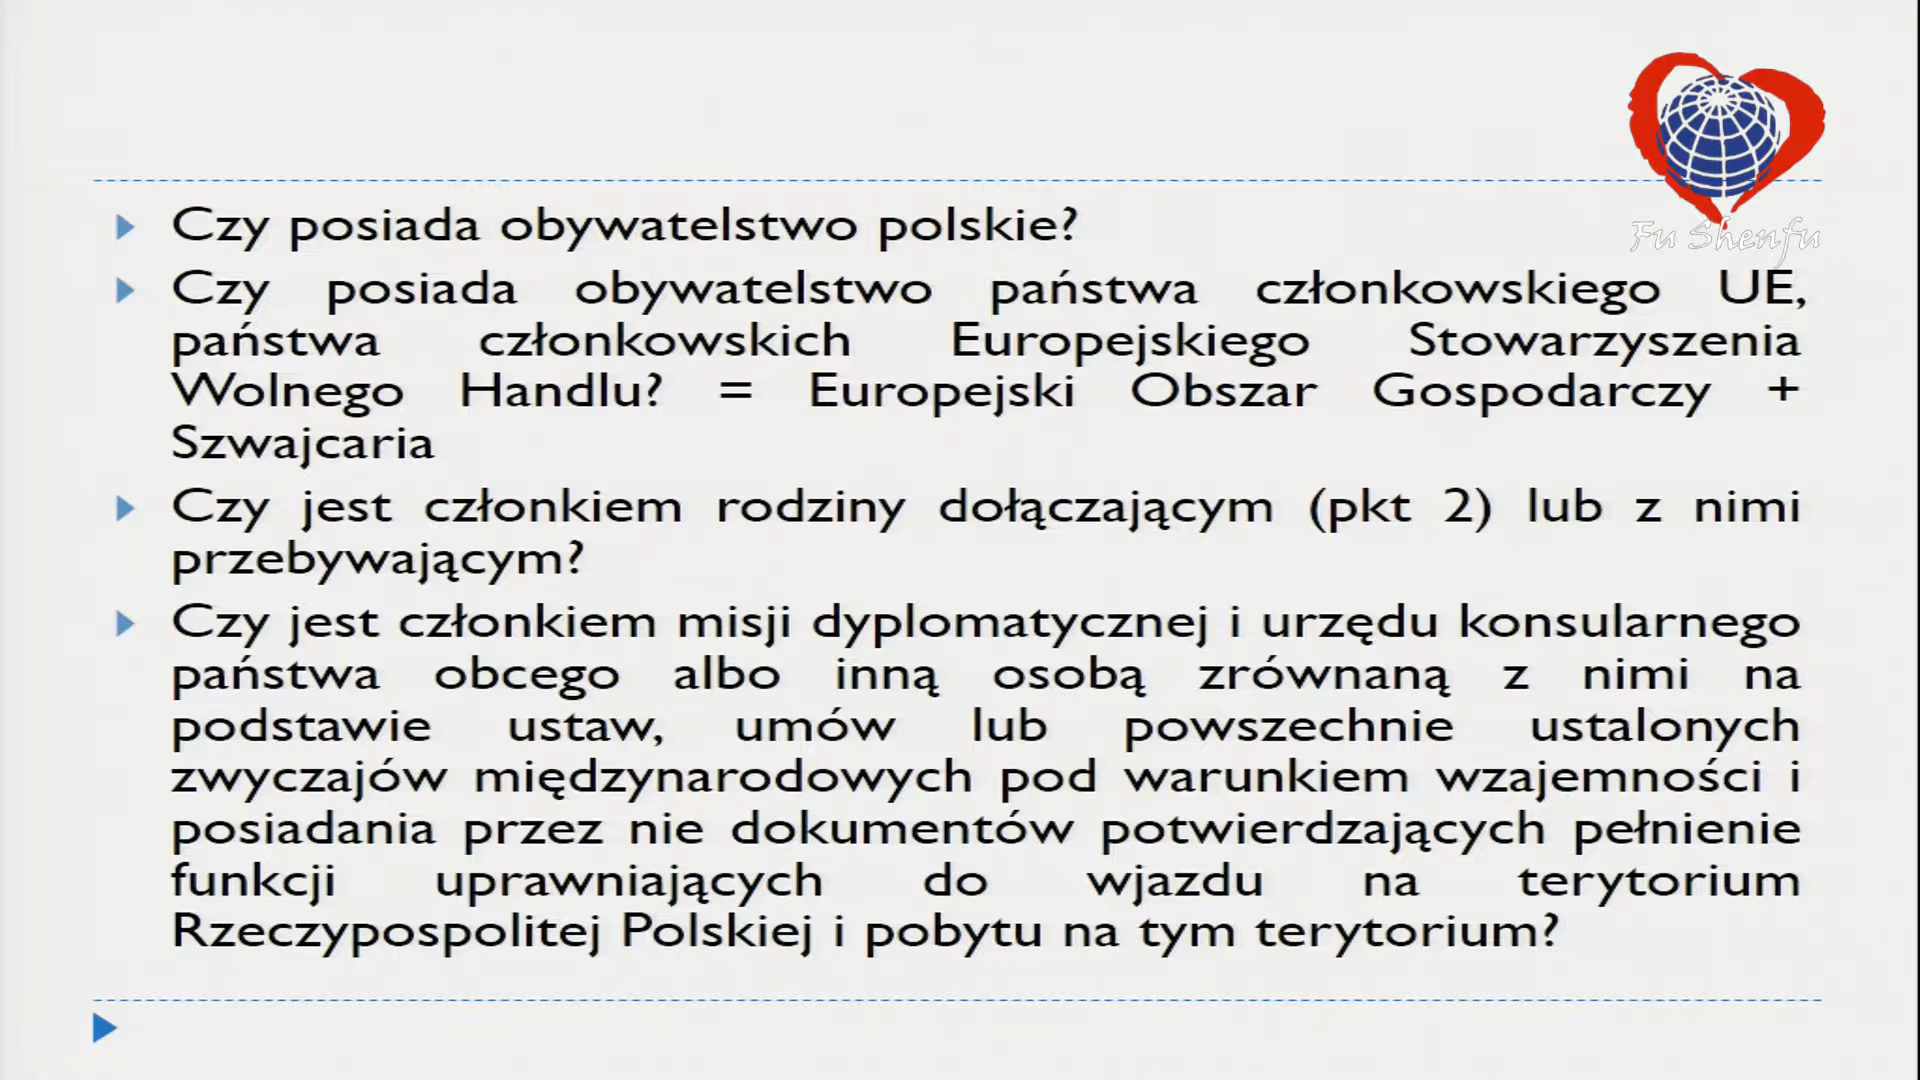 Fu Shenfu
Czy posiada obywatelstwo polskie?
Czy posiada obywatelstwo państwa członkowskiego UE,
państwa członkowskich Europejskiego Stowarzyszenia
Wolnego Handlu? = Europejski Obszar Gospodarczy +
Szwajcaria
Czy jest członkiem rodziny dołączającym (pkt 2) lub z nimi
przebywającym?
Czy jest członkiem misji dyplomatycznej i urzędu konsularnego
państwa obcego albo inną osobą zrównaną z nimi na
podstawie ustaw, umów lub powszechnie ustalonych
zwyczajów międzynarodowych pod warunkiem wzajemności i
posiadania przez nie dokumentów potwierdzających pełnienie
funkcji uprawniających do wjazdu na terytorium
Rzeczypospolitej Polskiej i pobytu na tym terytorium?